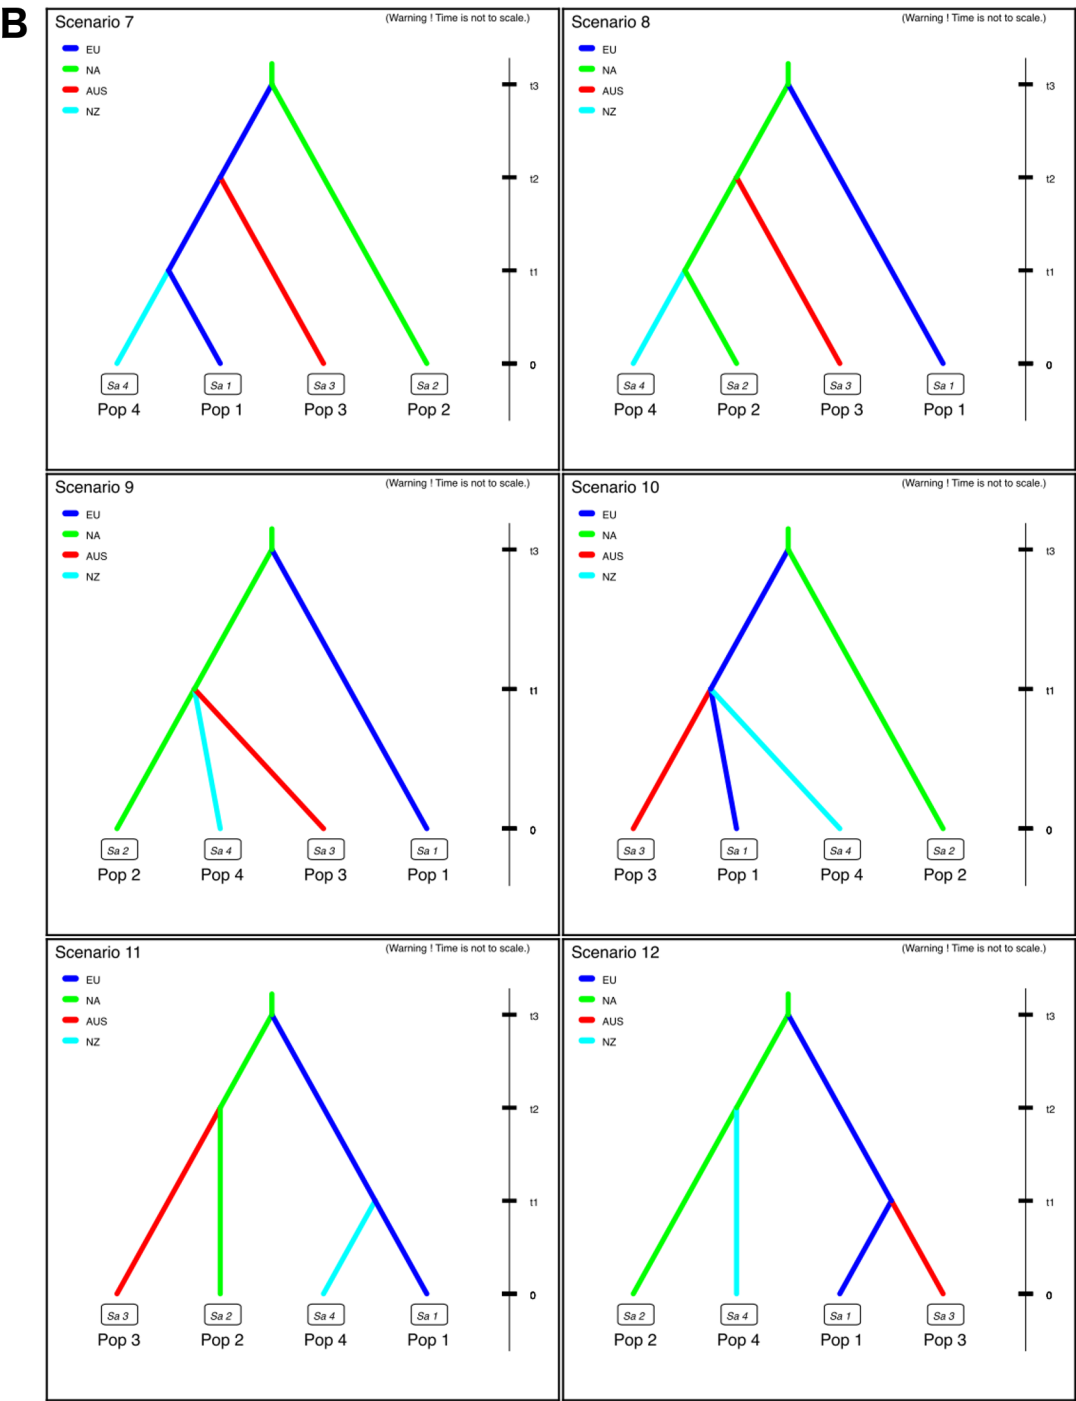 B
Scenario 7
(Warning ! Time is not to scale.)
EU
NA
AUS
NZ
t3
t2
t1
0
Sa 4 Sa 1 Sa 3 Sa 2
Pop 4 Pop 1 Pop 3 Pop 2
Scenario 8
(Warning ! Time is not to scale.)
EU
NA
AUS
NZ
t3
t2
t1
0
Sa 4 Sa 2 Sa 3 Sa 1
Pop 4 Pop 2 Pop 3 Pop 1
Scenario 9
(Warning ! Time is not to scale.)
EU
NA
AUS
NZ
t3
t1
0
Sa 2 Sa 4 Sa 3 Sa 1
Pop 2 Pop 4 Pop 3 Pop 1
Scenario 10
(Warning ! Time is not to scale.)
EU
NA
AUS
NZ
t3
t1
0
Sa 3 Sa 1 Sa 4 Sa 2
Pop 3 Pop 1 Pop 4 Pop 2
Scenario 11
(Warning ! Time is not to scale.)
EU
NA
AUS
NZ
t3
t2
t1
0
Sa 3 Sa 2 Sa 4 Sa 1
Pop 3 Pop 2 Pop 4 Pop 1
Scenario 12
(Warning ! Time is not to scale.)
EU
NA
AUS
NZ
t3
t2
t1
0
Sa 2 Sa 4 Sa 1 Sa 3
Pop 2 Pop 4 Pop 1 Pop 3